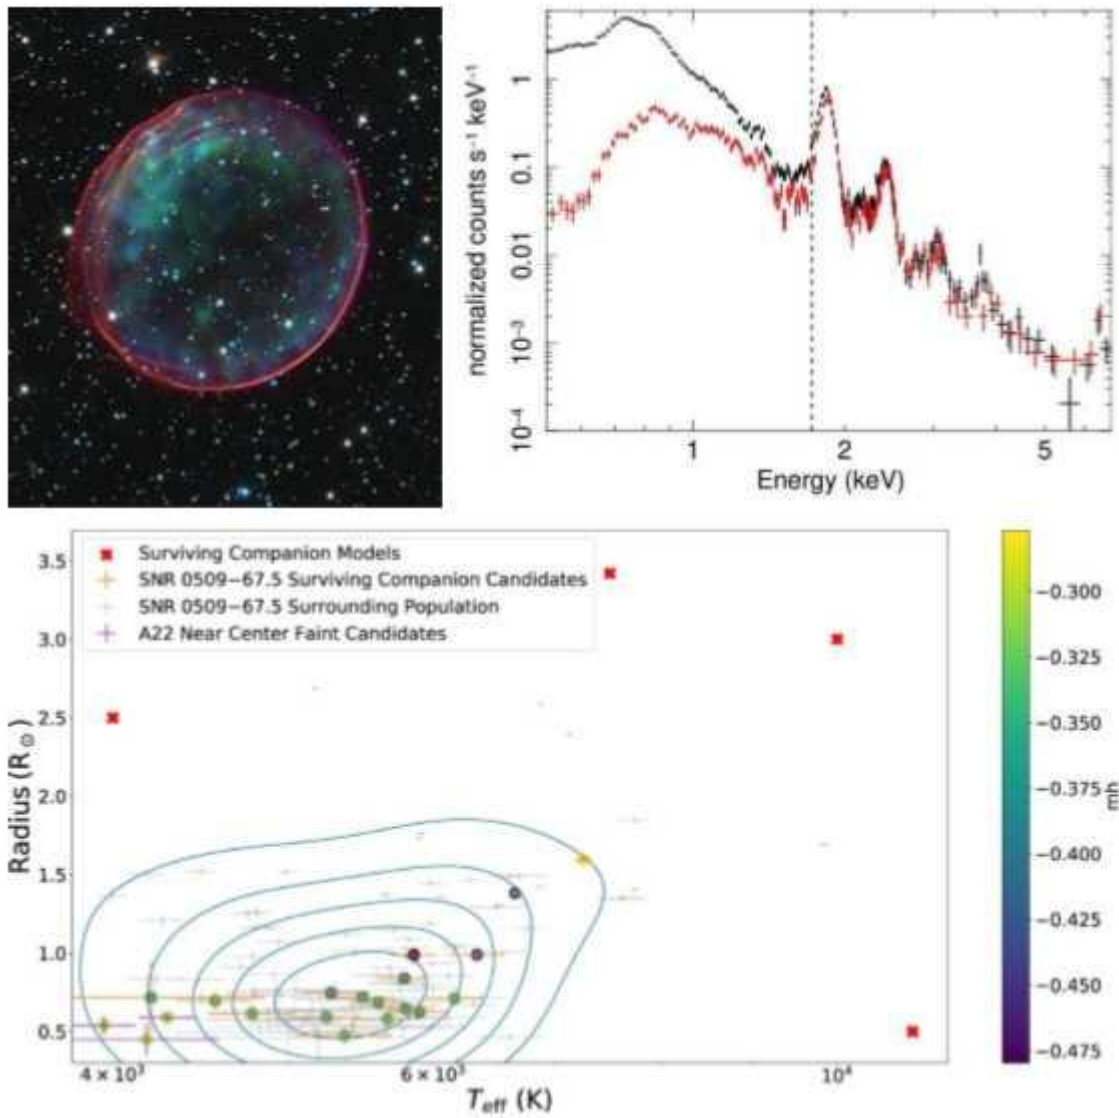 normalized counts s⁻¹ keV⁻¹
1
0.1
0.01
10⁻³
10⁻⁴
1
2
5
Energy (keV)
Surviving Companion Models
SNR 0509−67.5 Surviving Companion Candidates
SNR 0509−67.5 Surrounding Population
A22 Near Center Faint Candidates
Radius (R⊙)
3.5
3.0
2.5
2.0
1.5
1.0
0.5
4 × 10³
6 × 10³
10⁴
T_eff (K)
−0.300
−0.325
−0.350
−0.375
−0.400
−0.425
−0.450
−0.475
mh